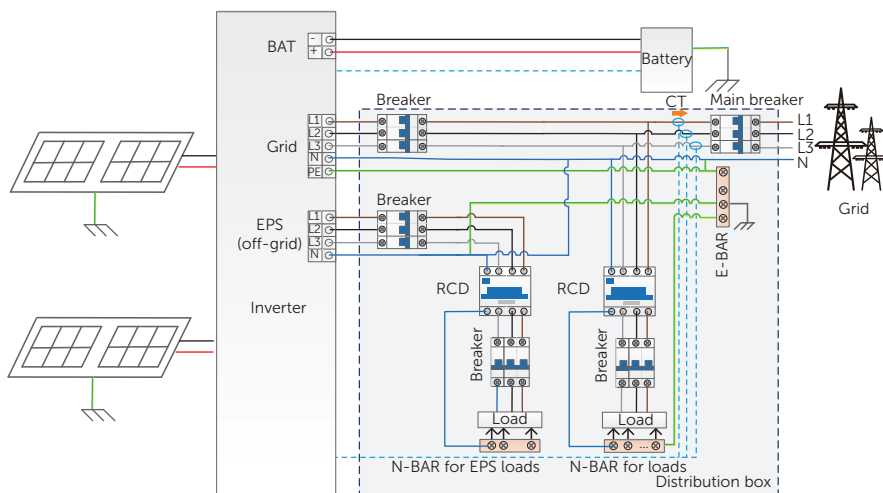 BAT
-
+
Battery
Breaker
CT
Main breaker
Grid
L1
L2
L3
N
PE
L1
L2
L3
N
Grid
EPS
(off-grid)
L1
L2
L3
N
Breaker
E-BAR
Inverter
RCD
RCD
Breaker
Breaker
Load
Load
...
N-BAR for EPS loads
N-BAR for loads
Distribution box